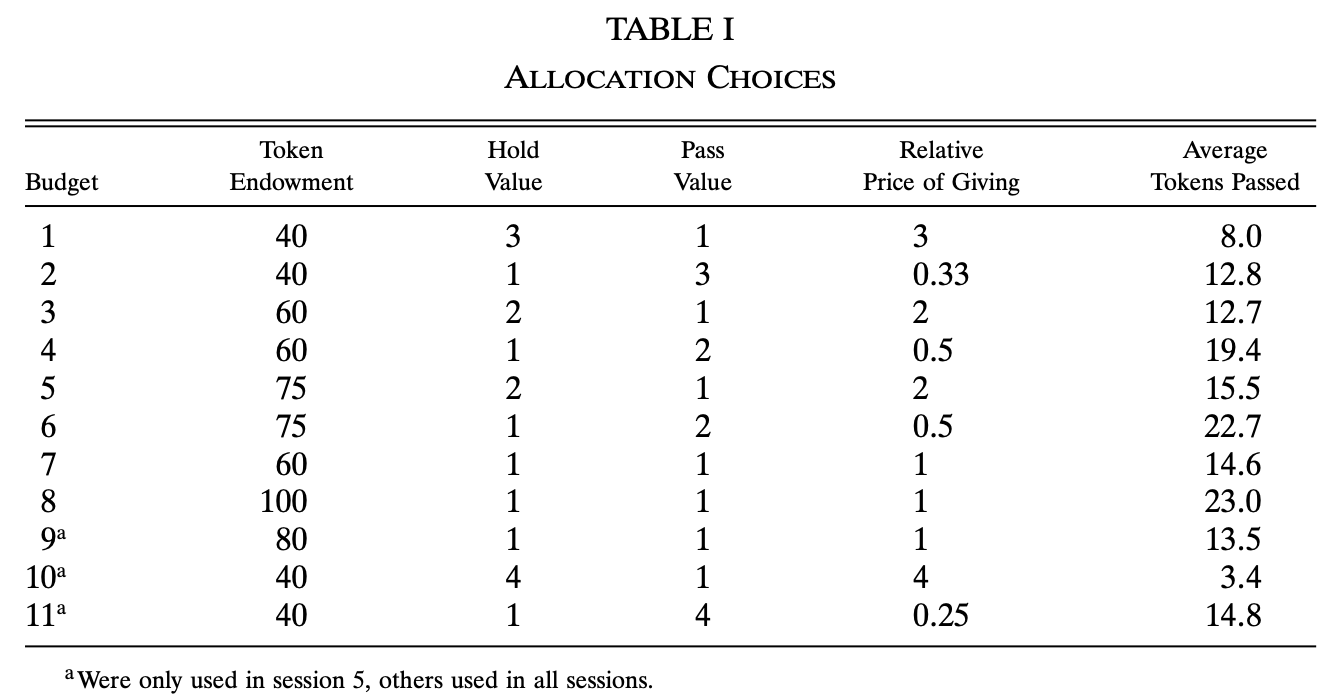 TABLE I
ALLOCATION CHOICES
Token Hold Pass Relative Average
Budget Endowment Value Value Price of Giving Tokens Passed
1 40 3 1 3 8.0
2 40 1 3 0.33 12.8
3 60 2 1 2 12.7
4 60 1 2 0.5 19.4
5 75 2 1 2 15.5
6 75 1 2 0.5 22.7
7 60 1 1 1 14.6
8 100 1 1 1 23.0
9a 80 1 1 1 13.5
10a 40 4 1 4 3.4
11a 40 1 4 0.25 14.8
a Were only used in session 5, others used in all sessions.